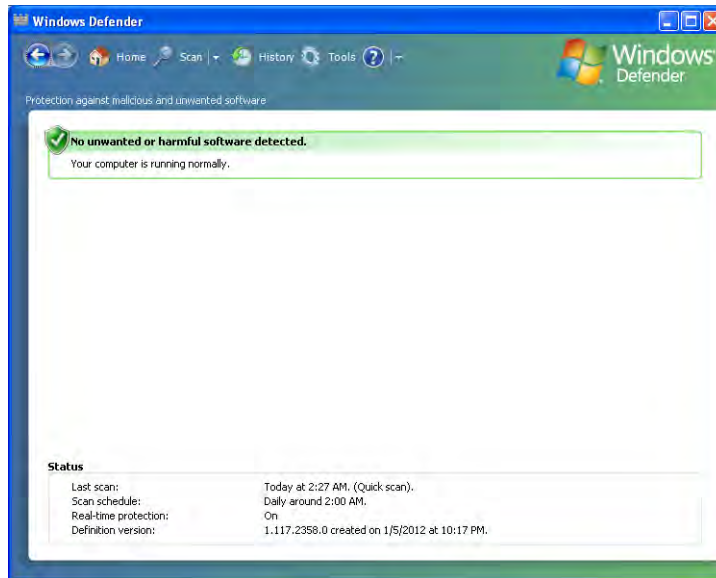 Windows Defender
Home Scan History Tools
Windows
Defender
Protection against malicious and unwanted software
No unwanted or harmful software detected.
Your computer is running normally.
Status
Last scan: Today at 2:27 AM. (Quick scan).
Scan schedule: Daily around 2:00 AM.
Real-time protection: On
Definition version: 1.117.2358.0 created on 1/5/2012 at 10:17 PM.